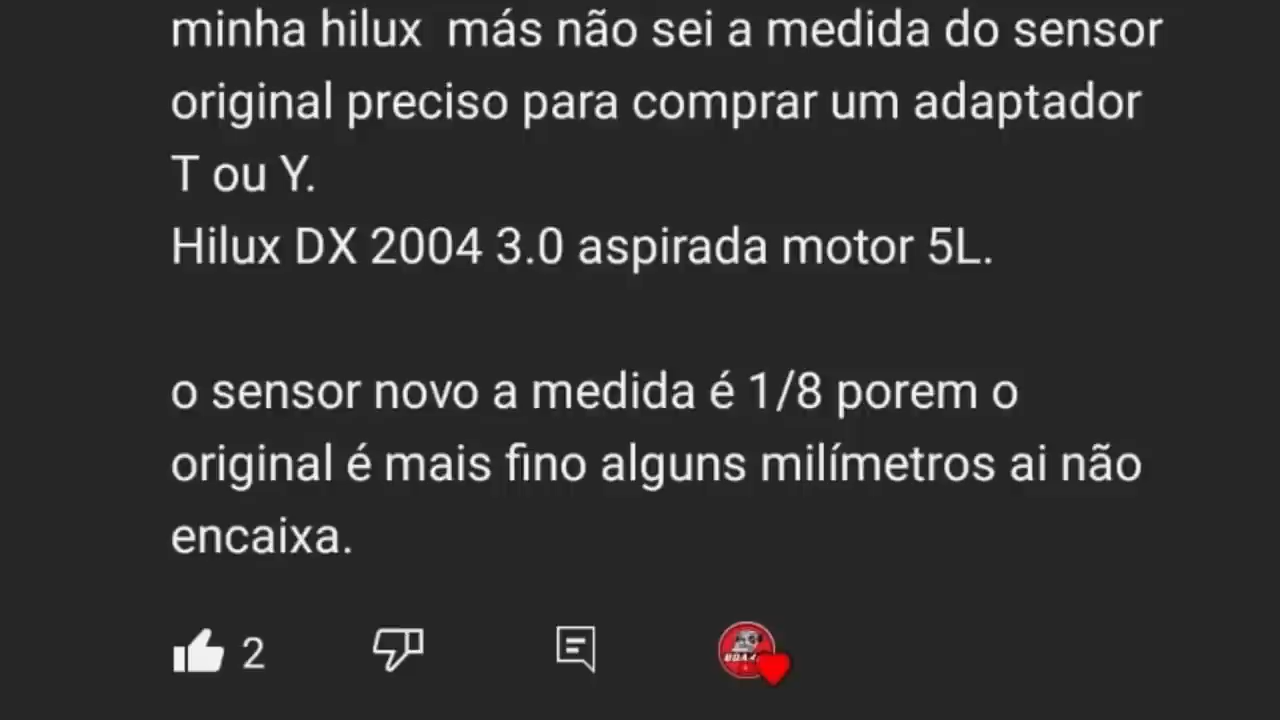 minha hilux  más não sei a medida do sensor
original preciso para comprar um adaptador
T ou Y.
Hilux DX 2004 3.0 aspirada motor 5L.
o sensor novo a medida é 1/8 porem o
original é mais fino alguns milímetros ai não
encaixa.
2